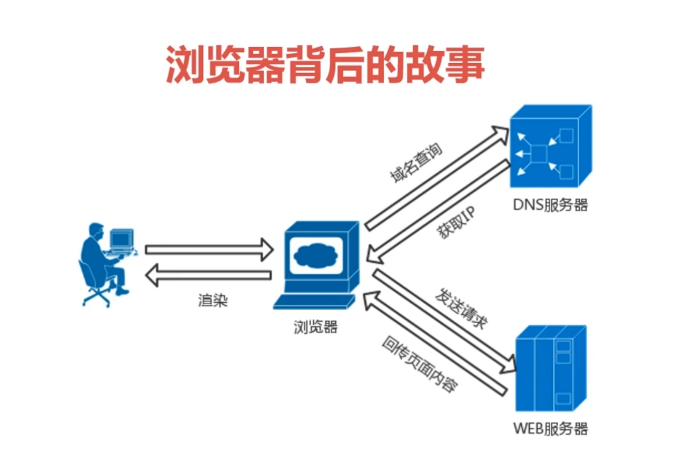 浏览器背后的故事
域名查询
DNS服务器
获取IP
渲染
浏览器
发送请求
回传页面内容
WEB服务器